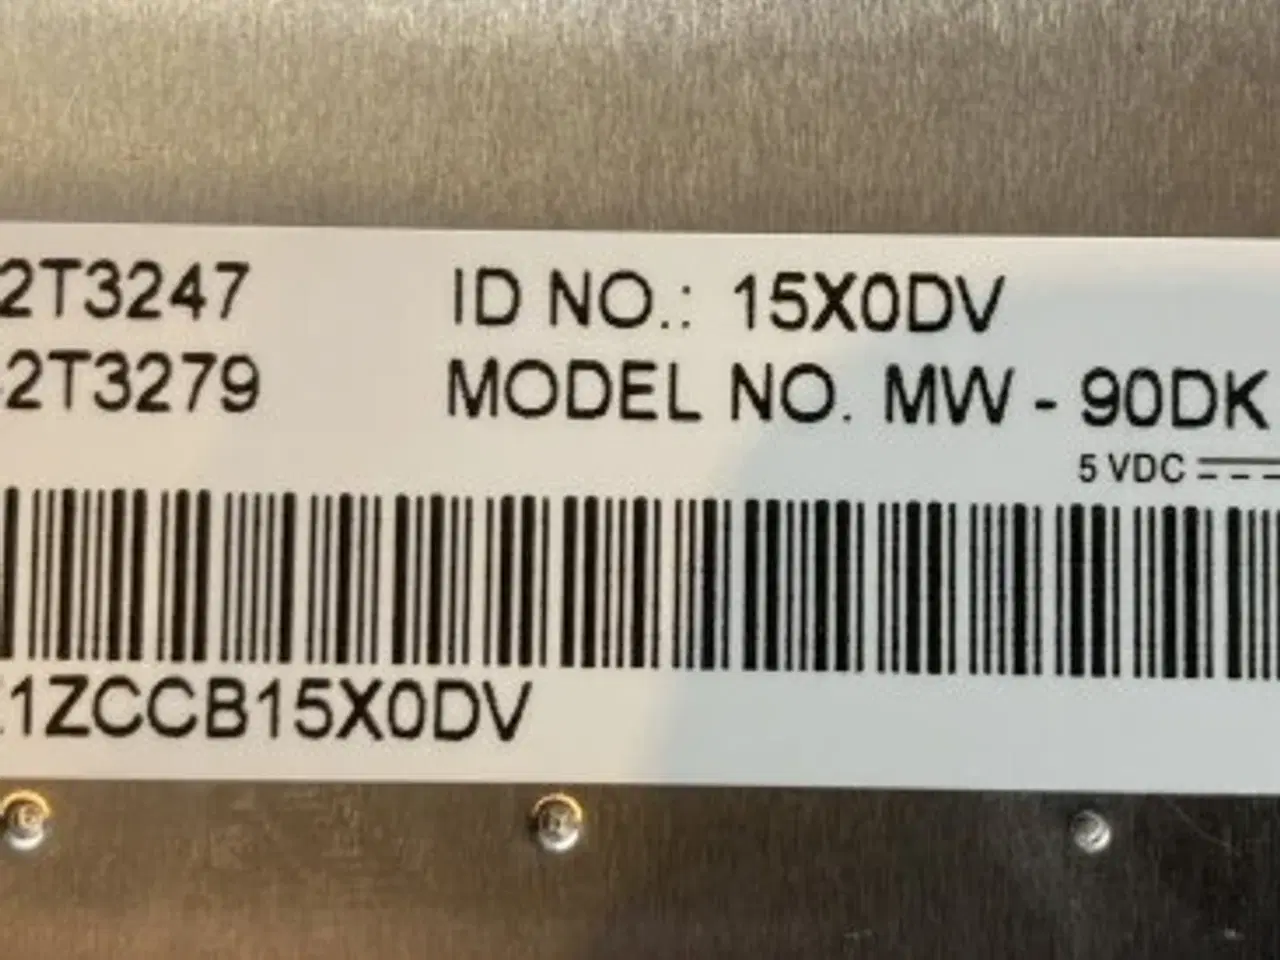 2T3247 ID NO.: 15X0DV
-2T3279 MODEL NO. MW - 90DK
5 VDC
1ZCCB15X0DV